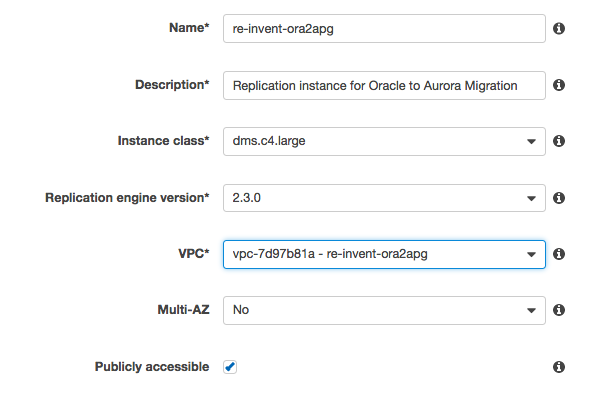 Name* re-invent-ora2apg
Description* Replication instance for Oracle to Aurora Migration
Instance class* dms.c4.large
Replication engine version* 2.3.0
VPC* vpc-7d97b81a - re-invent-ora2apg
Multi-AZ No
Publicly accessible